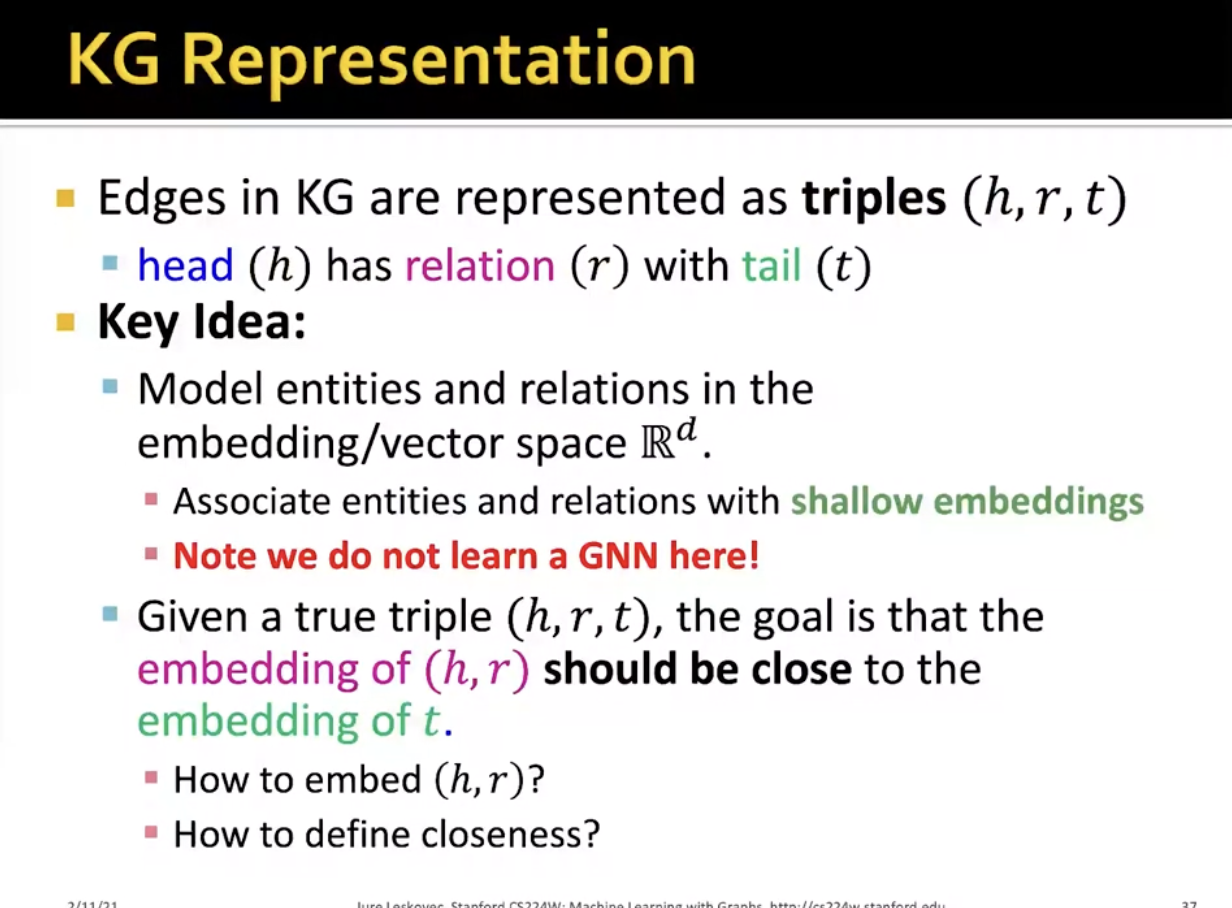 KG Representation
Edges in KG are represented as triples (h, r, t)
head (h) has relation (r) with tail (t)
Key Idea:
Model entities and relations in the
embedding/vector space ℝᵈ.
Associate entities and relations with shallow embeddings
Note we do not learn a GNN here!
Given a true triple (h, r, t), the goal is that the
embedding of (h, r) should be close to the
embedding of t.
How to embed (h, r)?
How to define closeness?
2/11/21 Jure Leskovec, Stanford CS224W: Machine Learning with Graphs, http://cs224w.stanford.edu 37